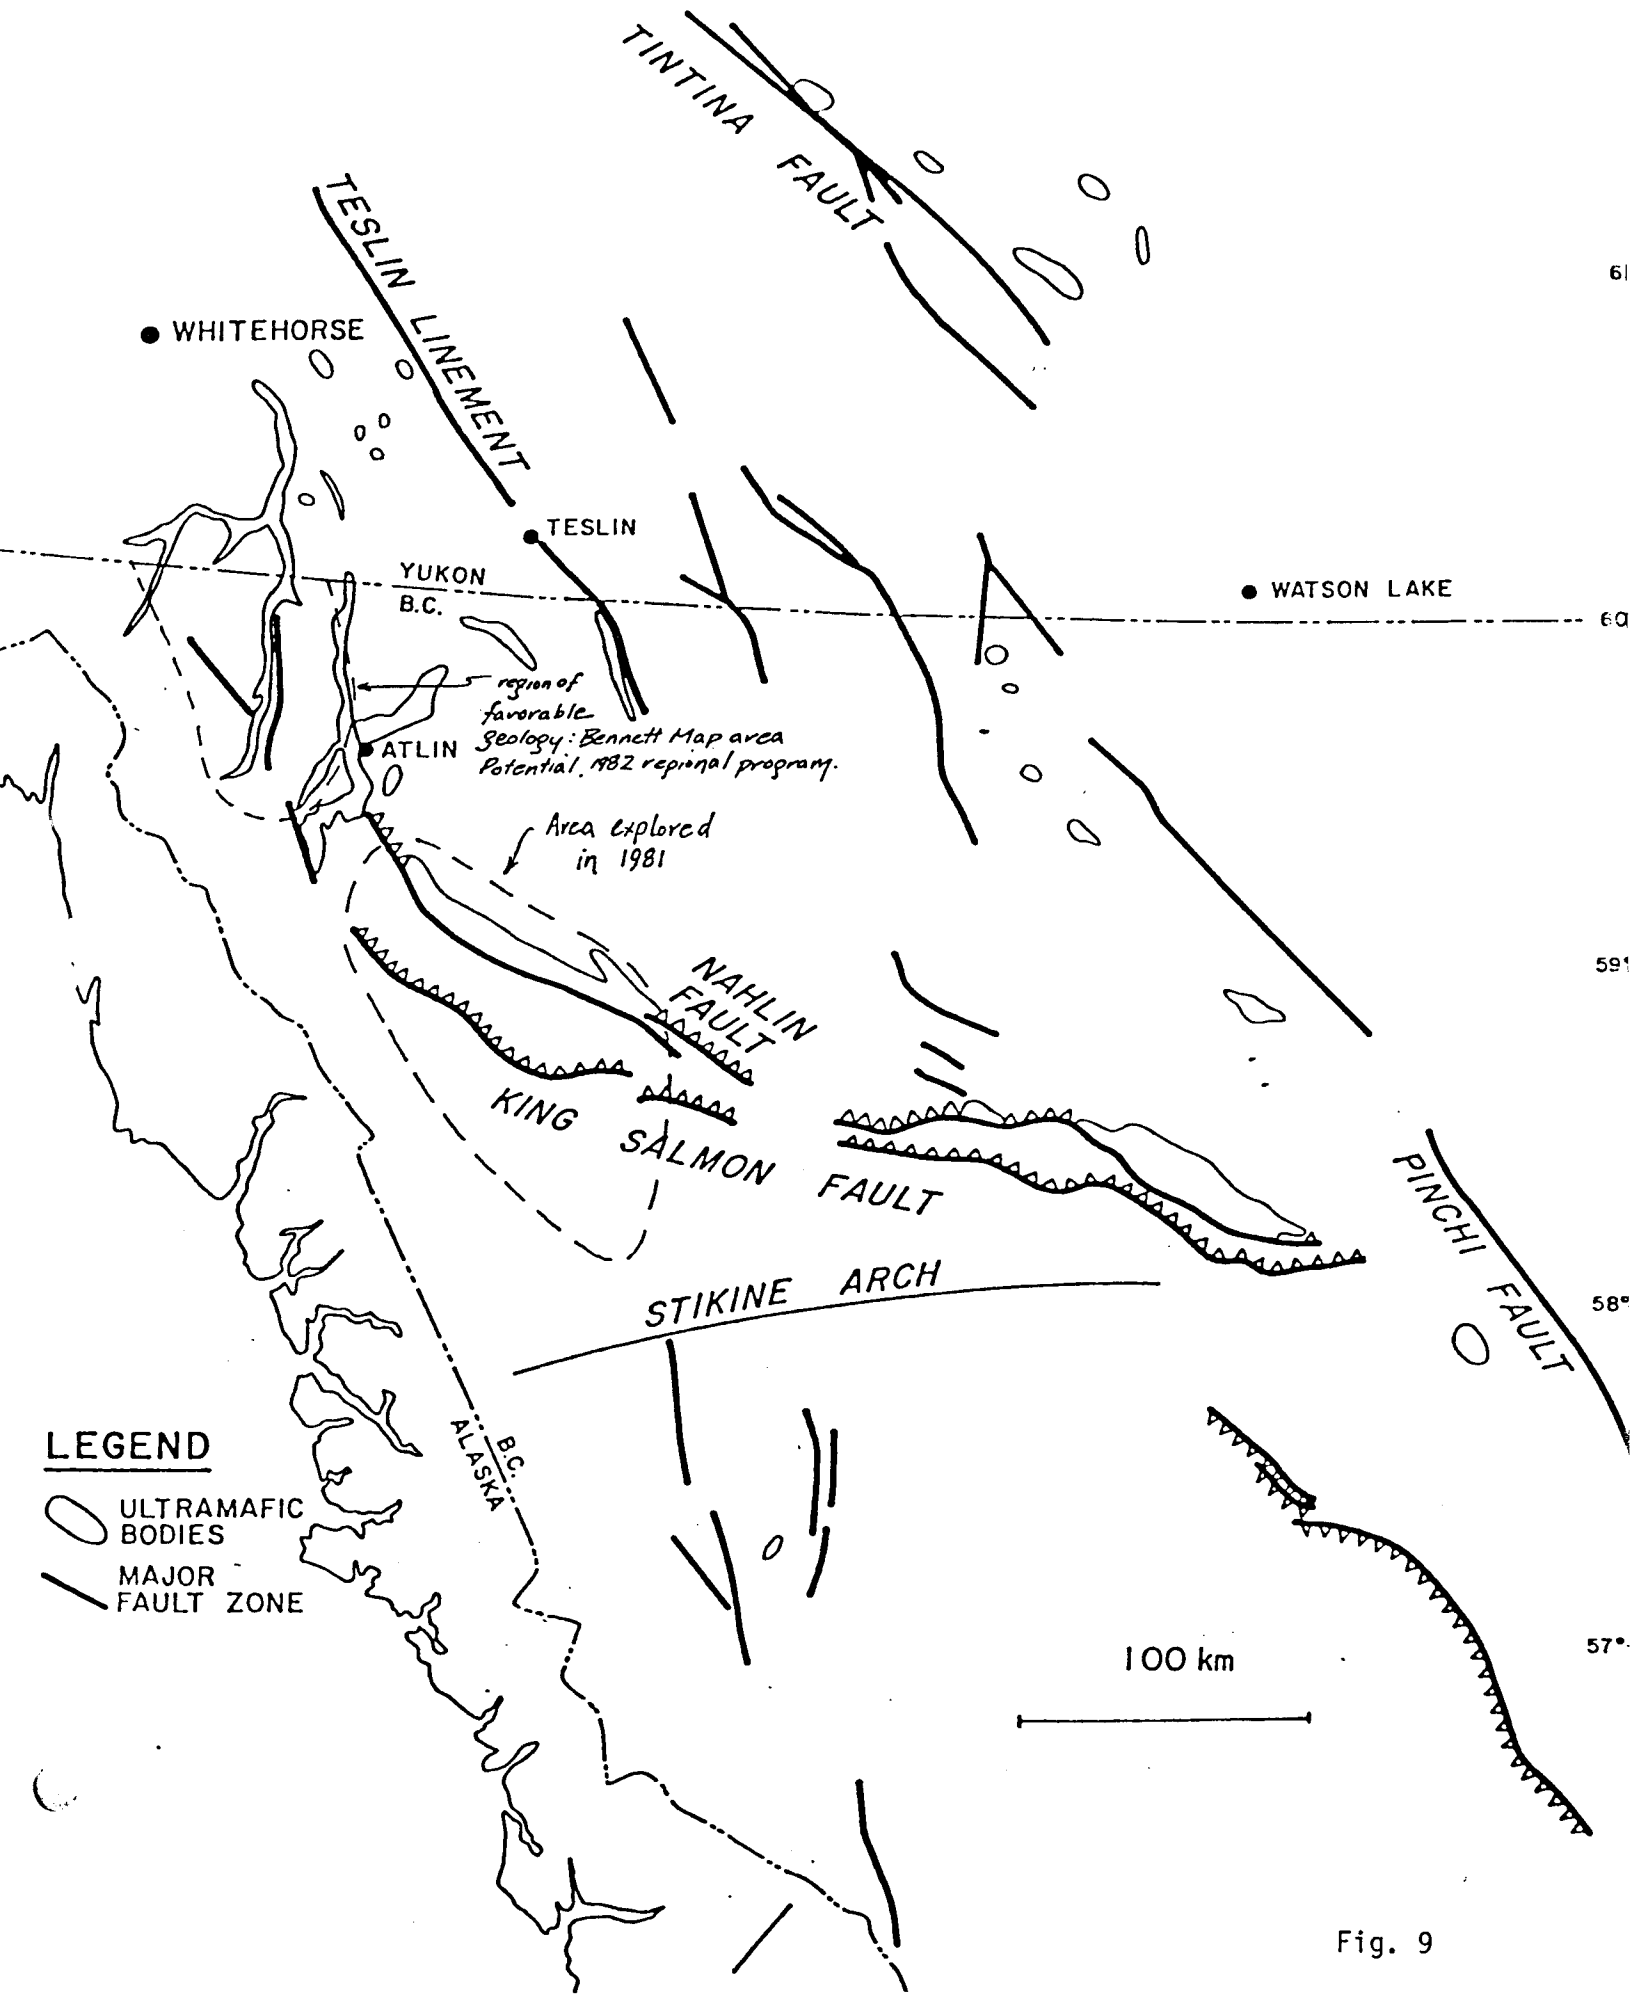 TINTINA FAULT
TESLIN LINEMENT
61
WHITEHORSE
TESLIN
YUKON
B.C.
WATSON LAKE
60
region of
favorable
geology: Bennett Map area
Potential, 1982 regional program.
ATLIN
Area explored
in 1981
59°
NAHLIN
FAULT
KING SALMON FAULT
PINCHI FAULT
STIKINE ARCH
58°
B.C.
ALASKA
LEGEND
ULTRAMAFIC
BODIES
MAJOR
FAULT ZONE
57°
100 km
Fig. 9